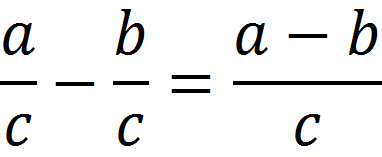 a/c − b/c = (a − b)/c